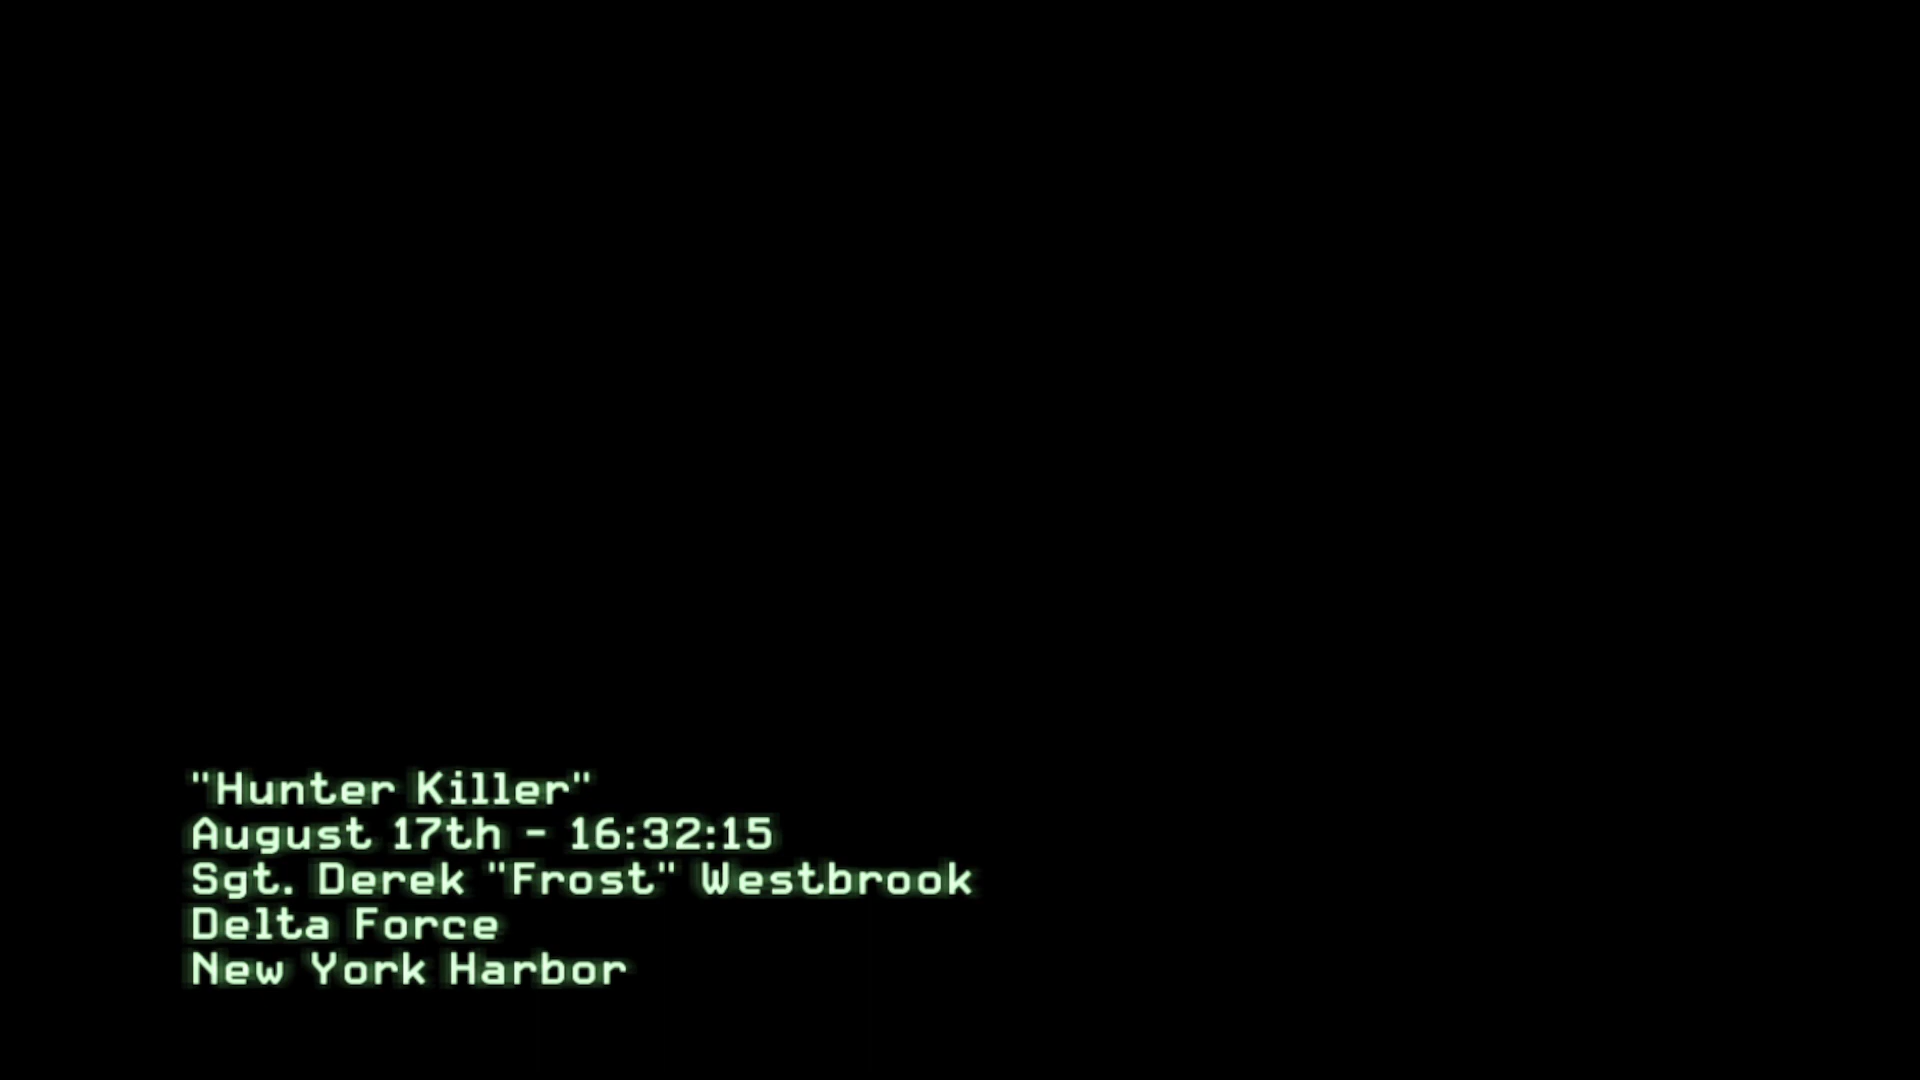 "Hunter Killer"
August 17th - 16:32:15
Sgt. Derek "Frost" Westbrook
Delta Force
New York Harbor